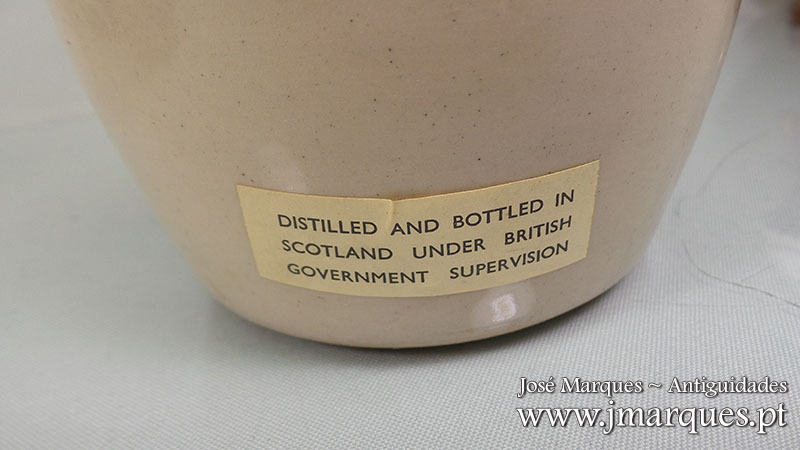 DISTILLED AND BOTTLED IN
SCOTLAND UNDER BRITISH
GOVERNMENT SUPERVISION
José Marques ~ Antiguidades
www.jmarques.pt